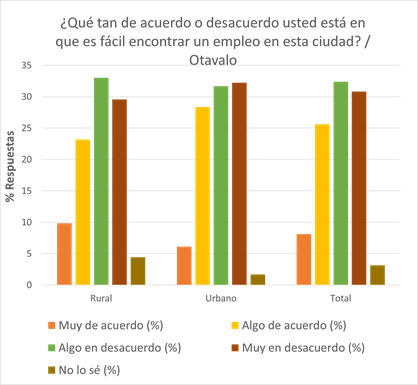 ¿Qué tan de acuerdo o desacuerdo usted está en
que es fácil encontrar un empleo en esta ciudad? /
Otavalo
% Respuestas
35
30
25
20
15
10
5
0
Rural Urbano Total
Muy de acuerdo (%) Algo de acuerdo (%)
Algo en desacuerdo (%) Muy en desacuerdo (%)
No lo sé (%)